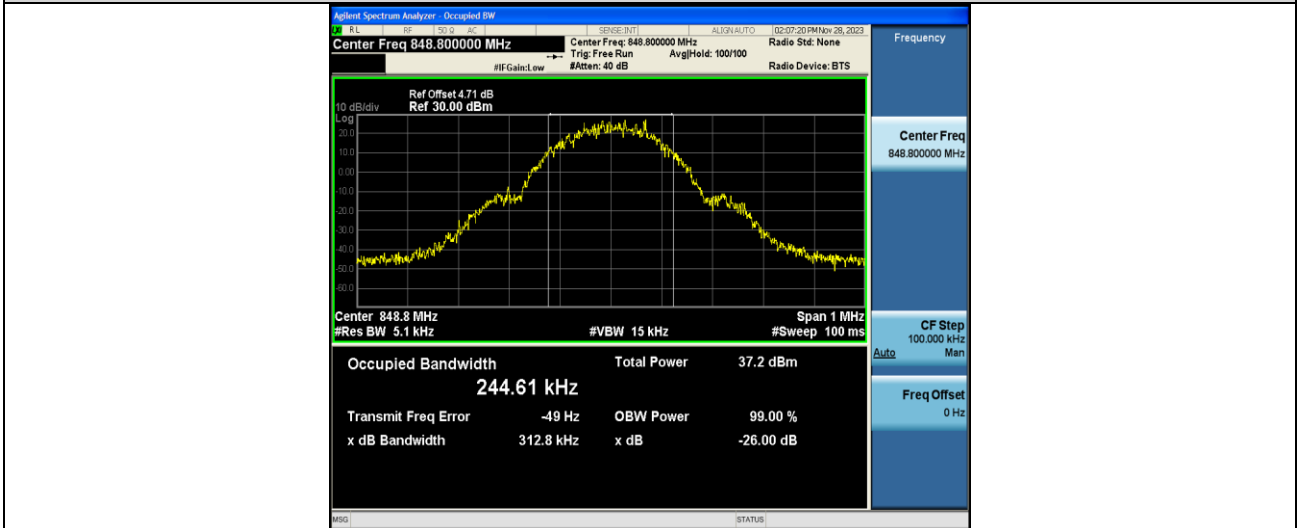 Agilent Spectrum Analyzer - Occupied BW
RL RF 50 Ω AC SENSE:INT ALIGN AUTO 02:07:20 PM Nov 28, 2023
Center Freq 848.800000 MHz Center Freq: 848.800000 MHz Radio Std: None
Trig: Free Run Avg|Hold: 100/100
#IFGain:Low #Atten: 40 dB Radio Device: BTS
Ref Offset 4.71 dB
10 dB/div Ref 30.00 dBm
Log
20.0
10.0
0.00
-10.0
-20.0
-30.0
-40.0
-50.0
-60.0
Center 848.8 MHz Span 1 MHz
#Res BW 5.1 kHz #VBW 15 kHz #Sweep 100 ms
Occupied Bandwidth Total Power 37.2 dBm
244.61 kHz
Transmit Freq Error -49 Hz OBW Power 99.00 %
x dB Bandwidth 312.8 kHz x dB -26.00 dB
Frequency
Center Freq
848.800000 MHz
CF Step
100.000 kHz
Auto Man
Freq Offset
0 Hz
MSG STATUS